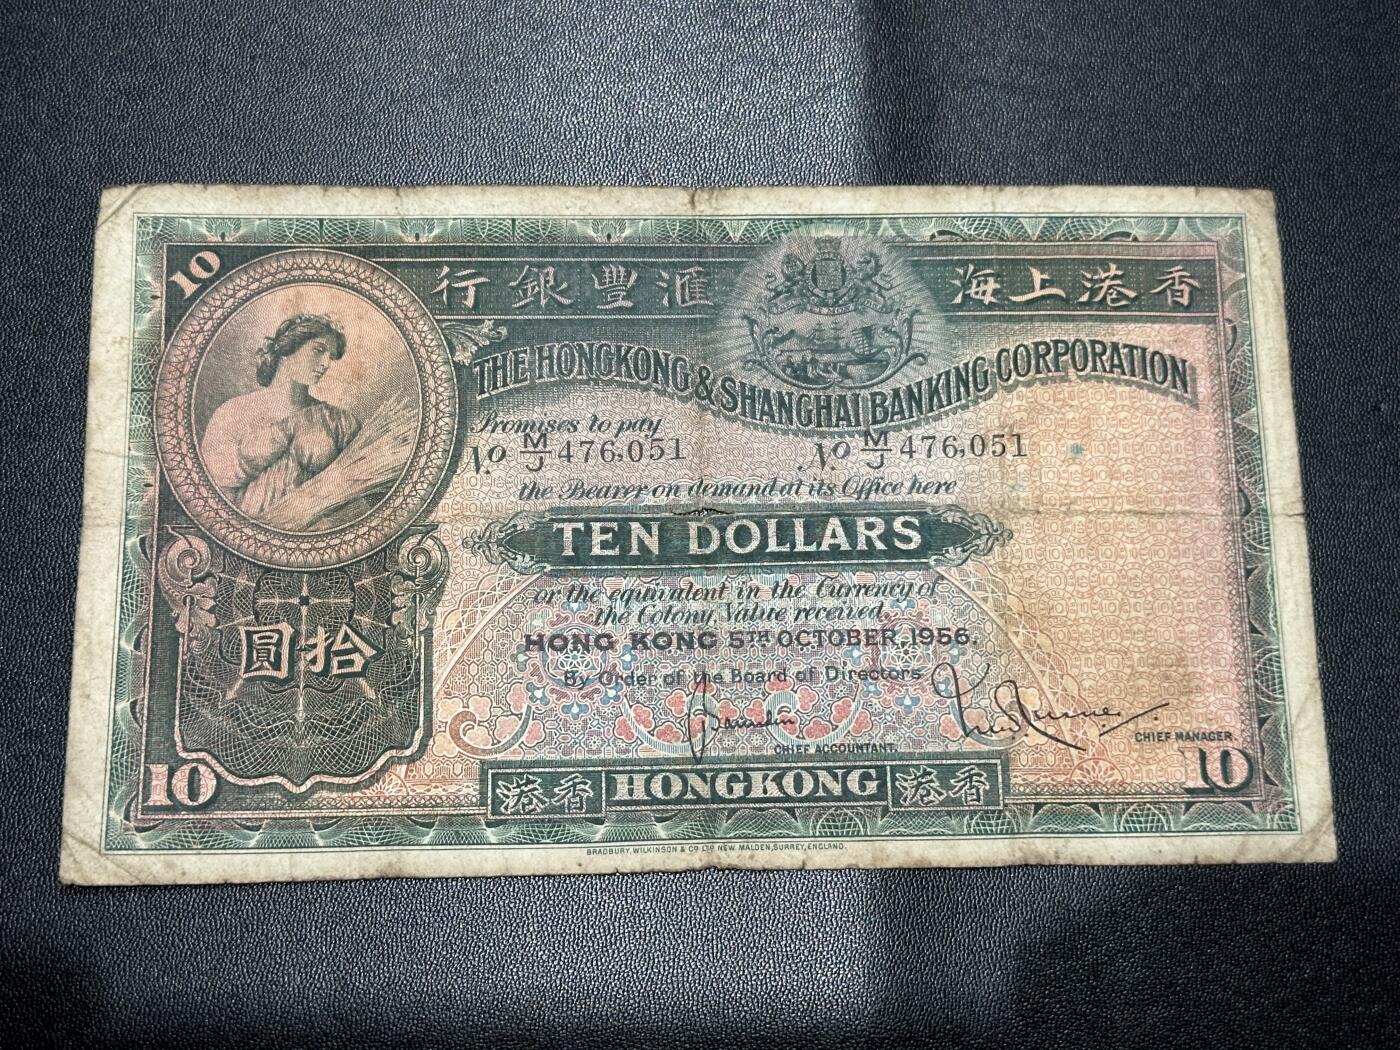 10
行銀豐滙 海上港香
THE HONGKONG & SHANGHAI BANKING CORPORATION
Promises to pay
No M/J 476,051 No M/J 476,051
the Bearer on demand at its Office here
TEN DOLLARS
or the equivalent in the Currency of
the Colony, Value received.
HONG KONG 5TH OCTOBER, 1956.
By Order of the Board of Directors
圓拾
CHIEF ACCOUNTANT.
CHIEF MANAGER.
10 10
港香 HONGKONG 港香
BRADBURY, WILKINSON & Co LTD NEW MALDEN, SURREY, ENGLAND.